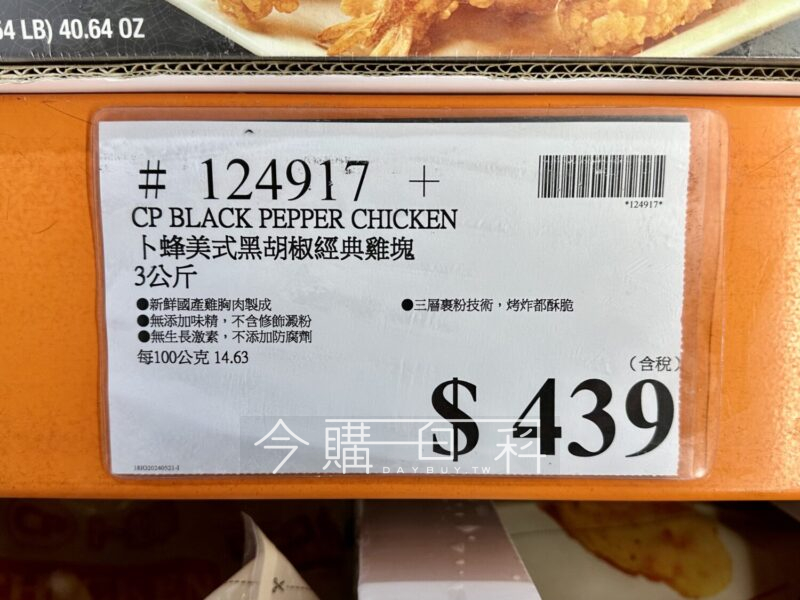 54 LB) 40.64 OZ
# 124917 +
*124917*
CP BLACK PEPPER CHICKEN
卜蜂美式黑胡椒經典雞塊
3公斤
●新鮮國產雞胸肉製成
●三層裹粉技術，烤炸都酥脆
●無添加味精，不含修飾澱粉
●無生長激素，不添加防腐劑
每100公克 14.63
(含稅)
$ 439
今購百科
DAYBUY.TW